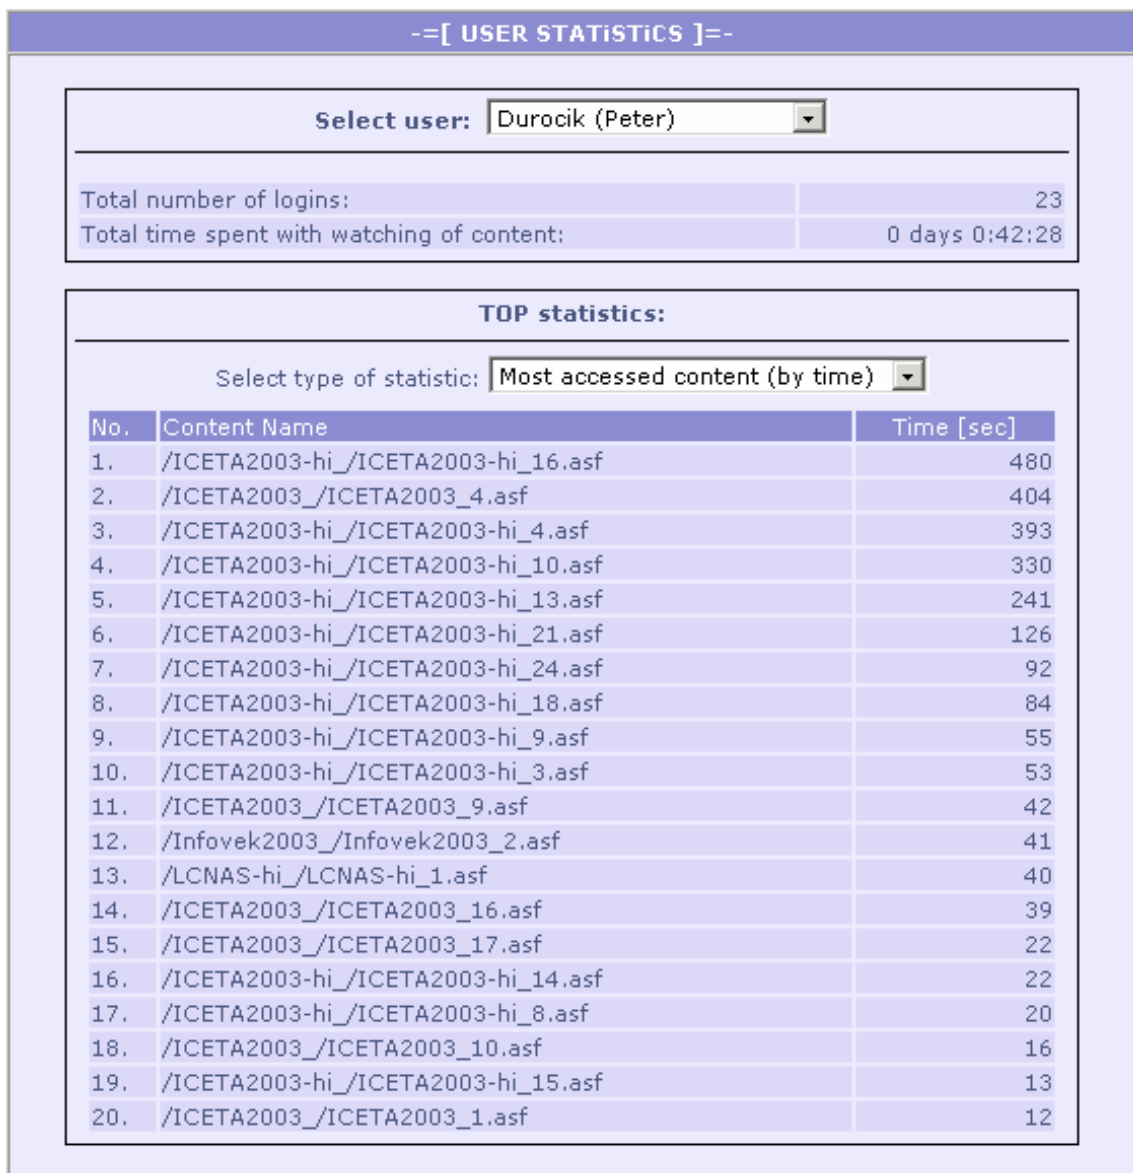 -=[ USER STATiSTiCS ]=-
Select user: Durocik (Peter)
Total number of logins: 23
Total time spent with watching of content: 0 days 0:42:28
TOP statistics:
Select type of statistic: Most accessed content (by time)
No. Content Name Time [sec]
1. /ICETA2003-hi_/ICETA2003-hi_16.asf 480
2. /ICETA2003_/ICETA2003_4.asf 404
3. /ICETA2003-hi_/ICETA2003-hi_4.asf 393
4. /ICETA2003-hi_/ICETA2003-hi_10.asf 330
5. /ICETA2003-hi_/ICETA2003-hi_13.asf 241
6. /ICETA2003-hi_/ICETA2003-hi_21.asf 126
7. /ICETA2003-hi_/ICETA2003-hi_24.asf 92
8. /ICETA2003-hi_/ICETA2003-hi_18.asf 84
9. /ICETA2003-hi_/ICETA2003-hi_9.asf 55
10. /ICETA2003-hi_/ICETA2003-hi_3.asf 53
11. /ICETA2003_/ICETA2003_9.asf 42
12. /Infovek2003_/Infovek2003_2.asf 41
13. /LCNAS-hi_/LCNAS-hi_1.asf 40
14. /ICETA2003_/ICETA2003_16.asf 39
15. /ICETA2003_/ICETA2003_17.asf 22
16. /ICETA2003-hi_/ICETA2003-hi_14.asf 22
17. /ICETA2003-hi_/ICETA2003-hi_8.asf 20
18. /ICETA2003_/ICETA2003_10.asf 16
19. /ICETA2003-hi_/ICETA2003-hi_15.asf 13
20. /ICETA2003_/ICETA2003_1.asf 12